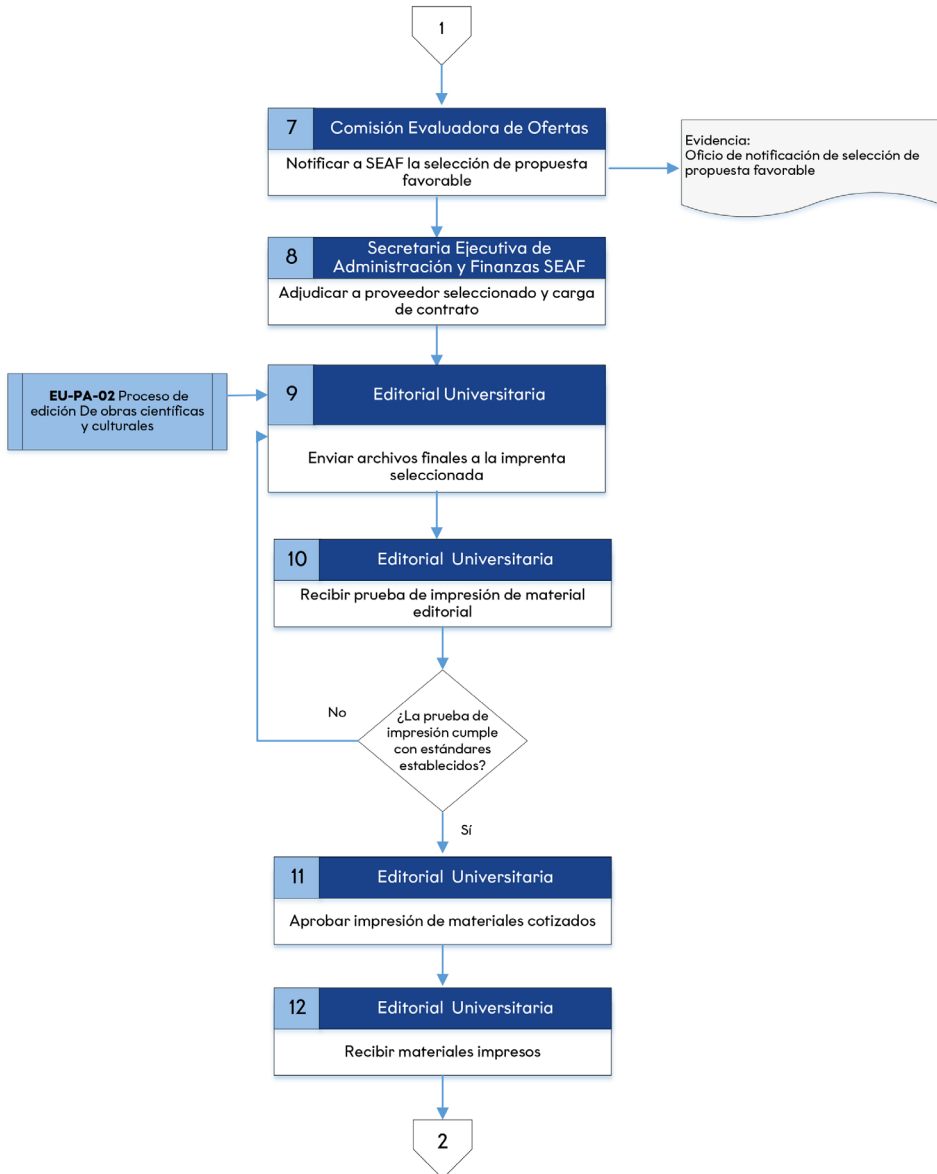 1
7
Comisión Evaluadora de Ofertas
Notificar a SEAF la selección de propuesta
favorable
Evidencia:
Oficio de notificación de selección de
propuesta favorable
8
Secretaria Ejecutiva de
Administración y Finanzas SEAF
Adjudicar a proveedor seleccionado y carga
de contrato
EU-PA-02 Proceso de
edición De obras científicas
y culturales
9
Editorial Universitaria
Enviar archivos finales a la imprenta
seleccionada
10
Editorial Universitaria
Recibir prueba de impresión de material
editorial
No
¿La prueba de
impresión cumple
con estándares
establecidos?
Sí
11
Editorial Universitaria
Aprobar impresión de materiales cotizados
12
Editorial Universitaria
Recibir materiales impresos
2